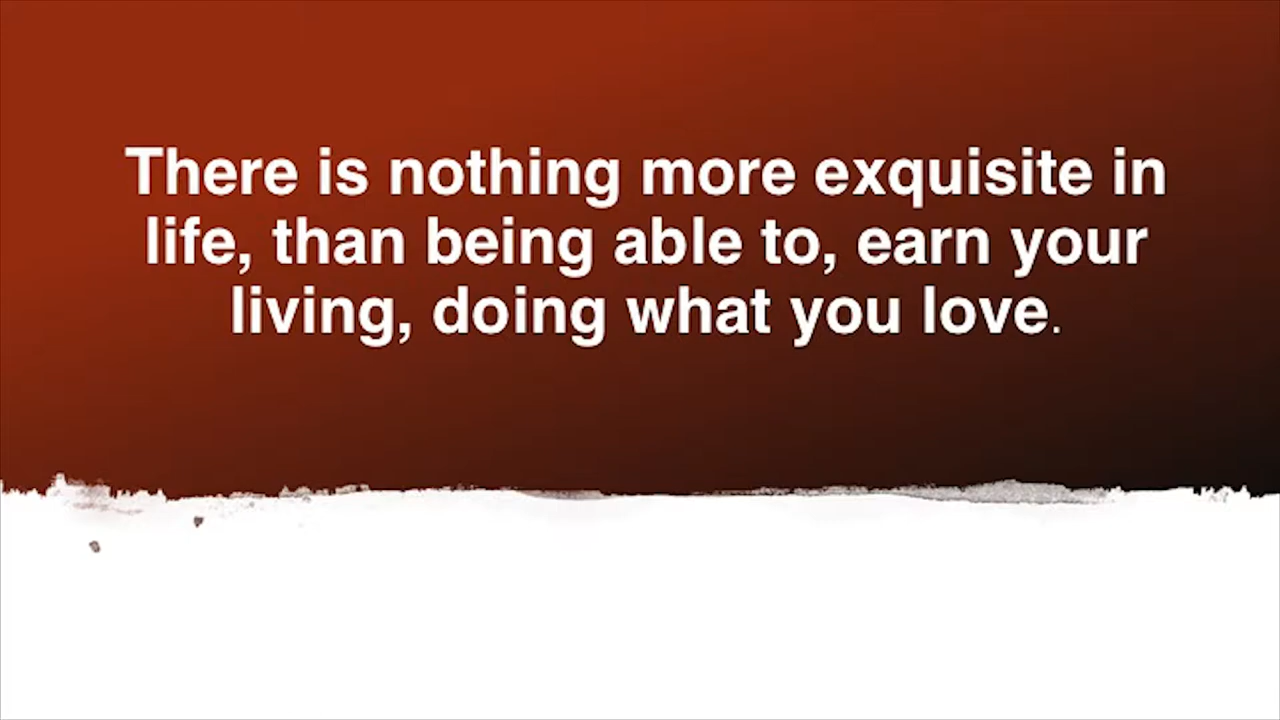 There is nothing more exquisite in
life, than being able to, earn your
living, doing what you love.